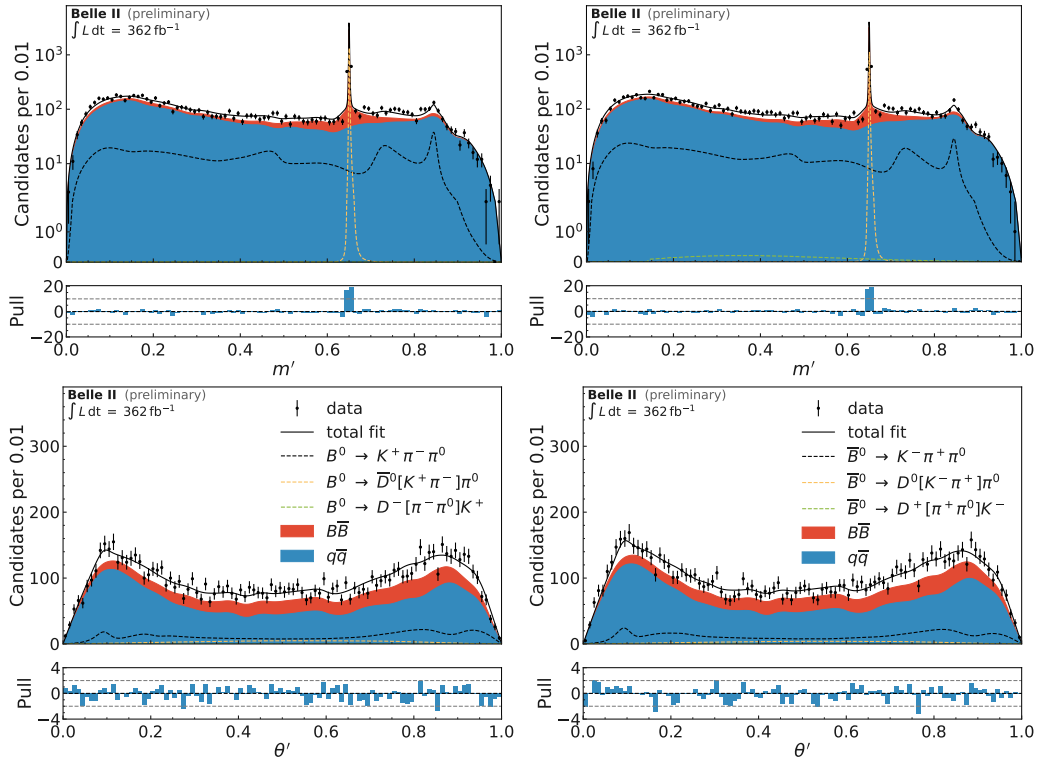 Belle II (preliminary)
∫ L dt = 362 fb⁻¹
Candidates per 0.01
10³
10²
10¹
10⁰
0
Pull
20
0
−20
0.0 0.2 0.4 0.6 0.8 1.0
m′
Belle II (preliminary)
∫ L dt = 362 fb⁻¹
Candidates per 0.01
10³
10²
10¹
10⁰
0
Pull
20
0
−20
0.0 0.2 0.4 0.6 0.8 1.0
m′
Belle II (preliminary)
∫ L dt = 362 fb⁻¹
Candidates per 0.01
300
200
100
0
data
total fit
B⁰ → K⁺π⁻π⁰
B⁰ → D̅⁰[K⁺π⁻]π⁰
B⁰ → D⁻[π⁻π⁰]K⁺
BB̅
qq̅
Pull
4
2
0
−2
−4
0.0 0.2 0.4 0.6 0.8 1.0
θ′
Belle II (preliminary)
∫ L dt = 362 fb⁻¹
Candidates per 0.01
300
200
100
0
data
total fit
B̅⁰ → K⁻π⁺π⁰
B̅⁰ → D⁰[K⁻π⁺]π⁰
B̅⁰ → D⁺[π⁺π⁰]K⁻
BB̅
qq̅
Pull
4
2
0
−2
−4
0.0 0.2 0.4 0.6 0.8 1.0
θ′